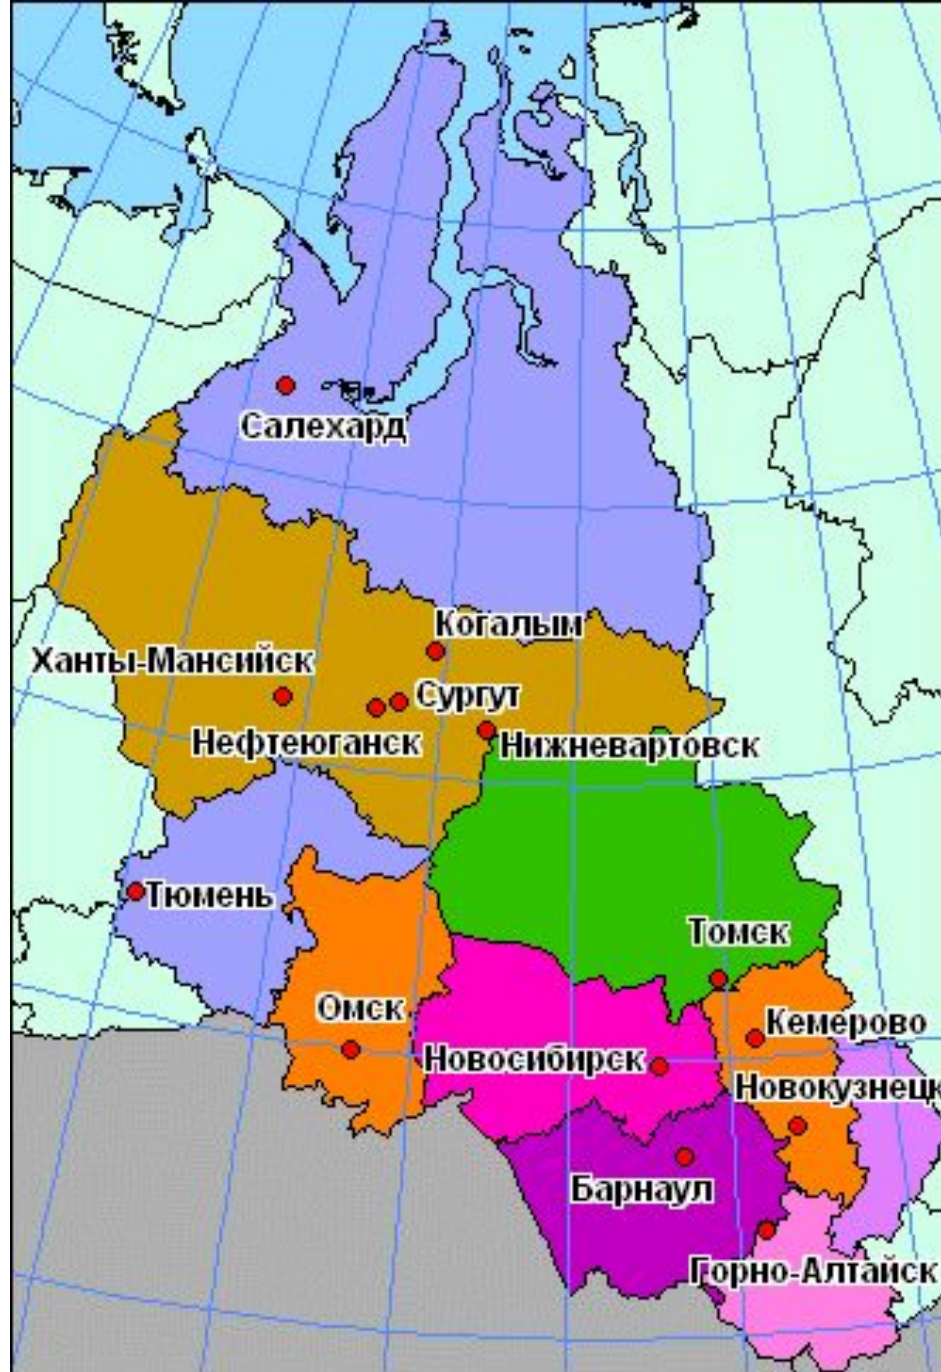 Салехард
Когалым
Ханты-Мансийск
Сургут
Нефтеюганск
Нижневартовск
Тюмень
Томск
Омск
Кемерово
Новосибирск
Новокузнецк
Барнаул
Горно-Алтайск